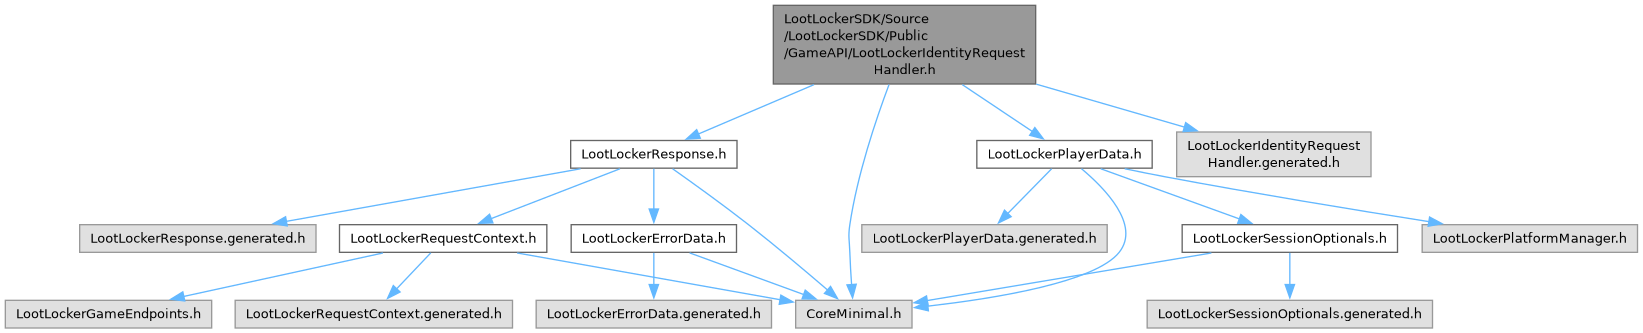 LootLockerSDK/Source
/LootLockerSDK/Public
/GameAPI/LootLockerIdentityRequest
Handler.h
LootLockerResponse.h
LootLockerPlayerData.h
LootLockerIdentityRequest
Handler.generated.h
LootLockerResponse.generated.h
LootLockerRequestContext.h
LootLockerErrorData.h
LootLockerPlayerData.generated.h
LootLockerSessionOptionals.h
LootLockerPlatformManager.h
LootLockerGameEndpoints.h
LootLockerRequestContext.generated.h
LootLockerErrorData.generated.h
CoreMinimal.h
LootLockerSessionOptionals.generated.h